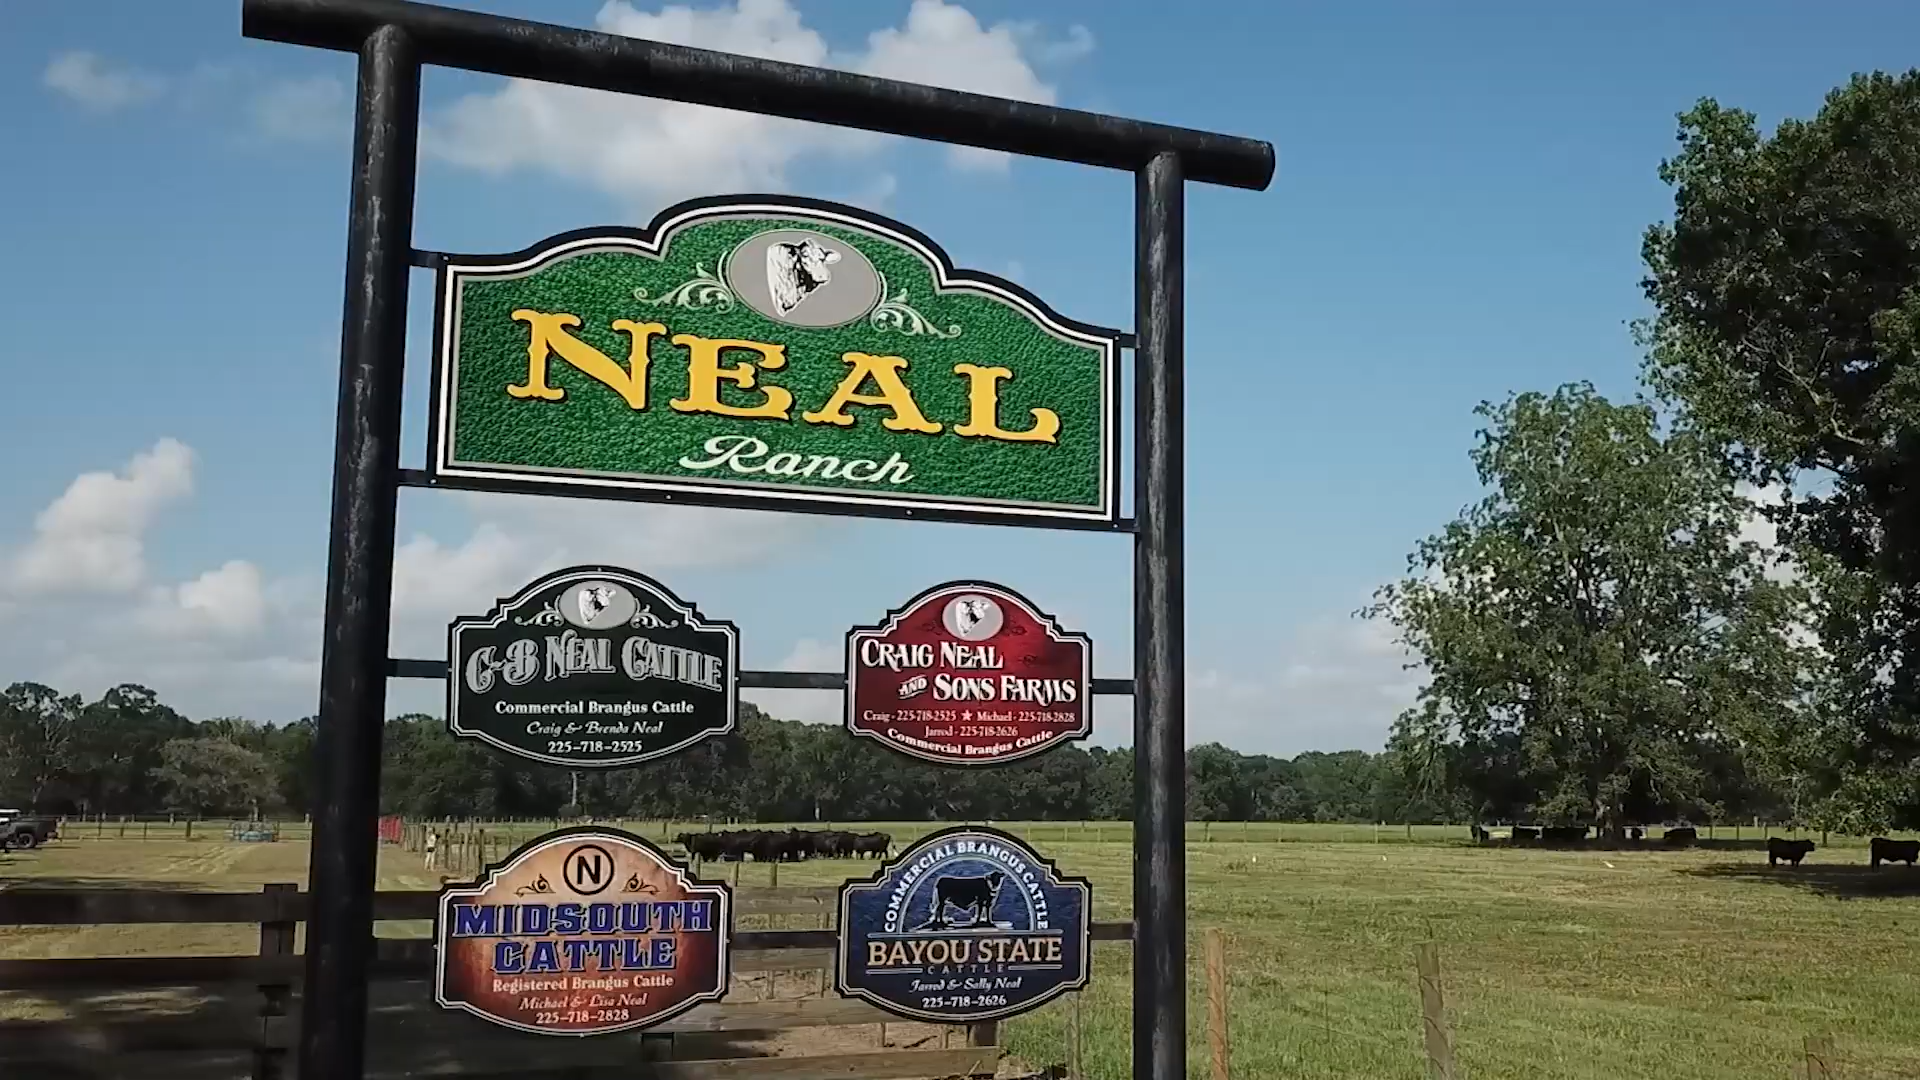 NEAL
Ranch
C-B NEAL CATTLE
Commercial Brangus Cattle
Craig & Brenda Neal
225-718-2525
CRAIG NEAL
AND SONS FARMS
Craig - 225-718-2525 ★ Michael - 225-718-2828
Jarrod - 225-718-2626
Commercial Brangus Cattle
N
MIDSOUTH
CATTLE
Registered Brangus Cattle
Michael & Lisa Neal
225-718-2828
COMMERCIAL BRANGUS CATTLE
BAYOU STATE
CATTLE
Jarrod & Sally Neal
225-718-2626